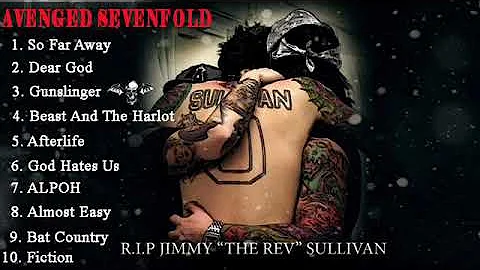 AVENGED SEVENFOLD
1. So Far Away
2. Dear God
3. Gunslinger
4. Beast And The Harlot
5. Afterlife
6. God Hates Us
7. ALPOH
8. Almost Easy
9. Bat Country
10. Fiction
R.I.P JIMMY “THE REV” SULLIVAN